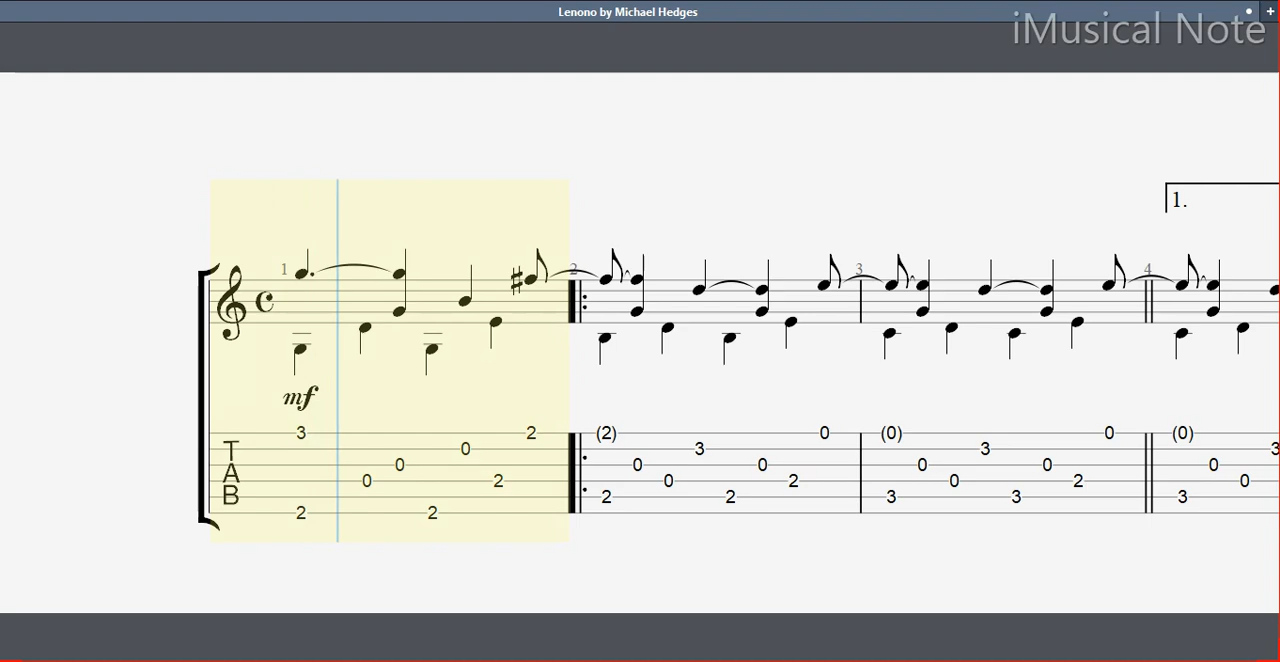 Lenono by Michael Hedges
+
iMusical Note
1.
1 2 3 4
mf
3 2 (2) 0 (0) 0 (0)
T 0 3 3 3
0 0 0 0 0 0
A 0 2 0 2 0 2 0
B 2 2 3 3 3
2 2